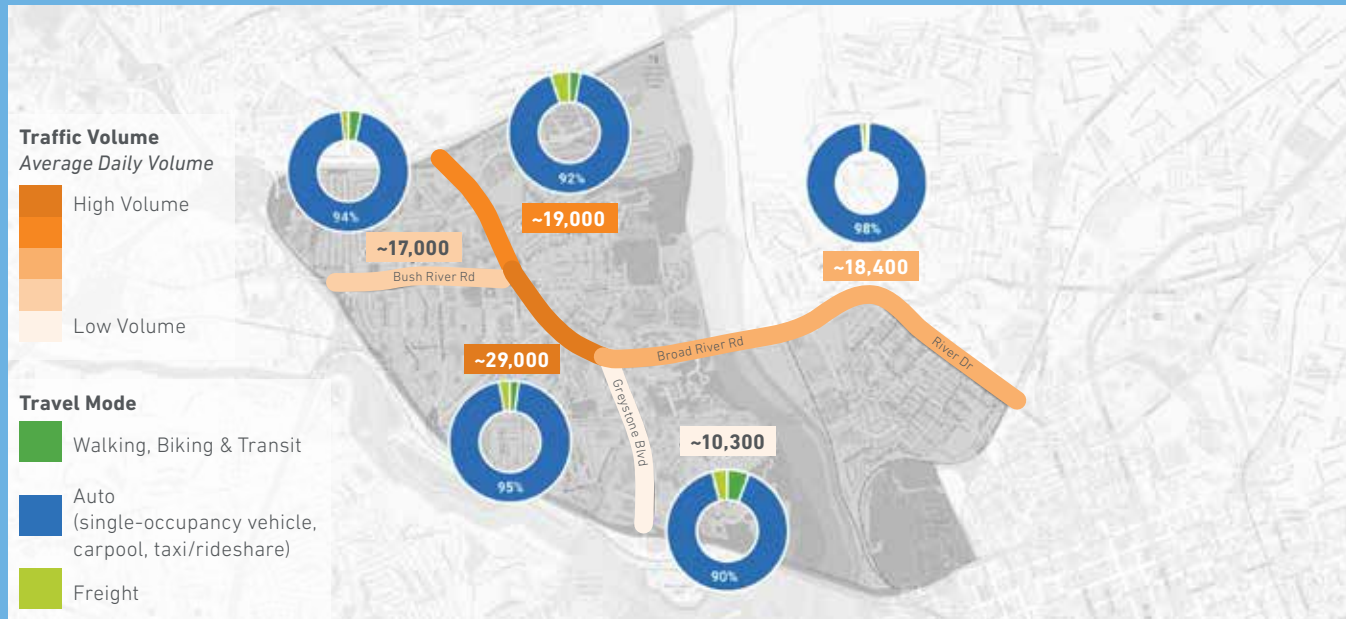 Traffic Volume
Average Daily Volume
High Volume
Low Volume
Travel Mode
Walking, Biking & Transit
Auto
(single-occupancy vehicle,
carpool, taxi/rideshare)
Freight
94%
~17,000
Bush River Rd
92%
~19,000
98%
~18,400
Broad River Rd
River Dr
~29,000
95%
Greystone Blvd
~10,300
90%